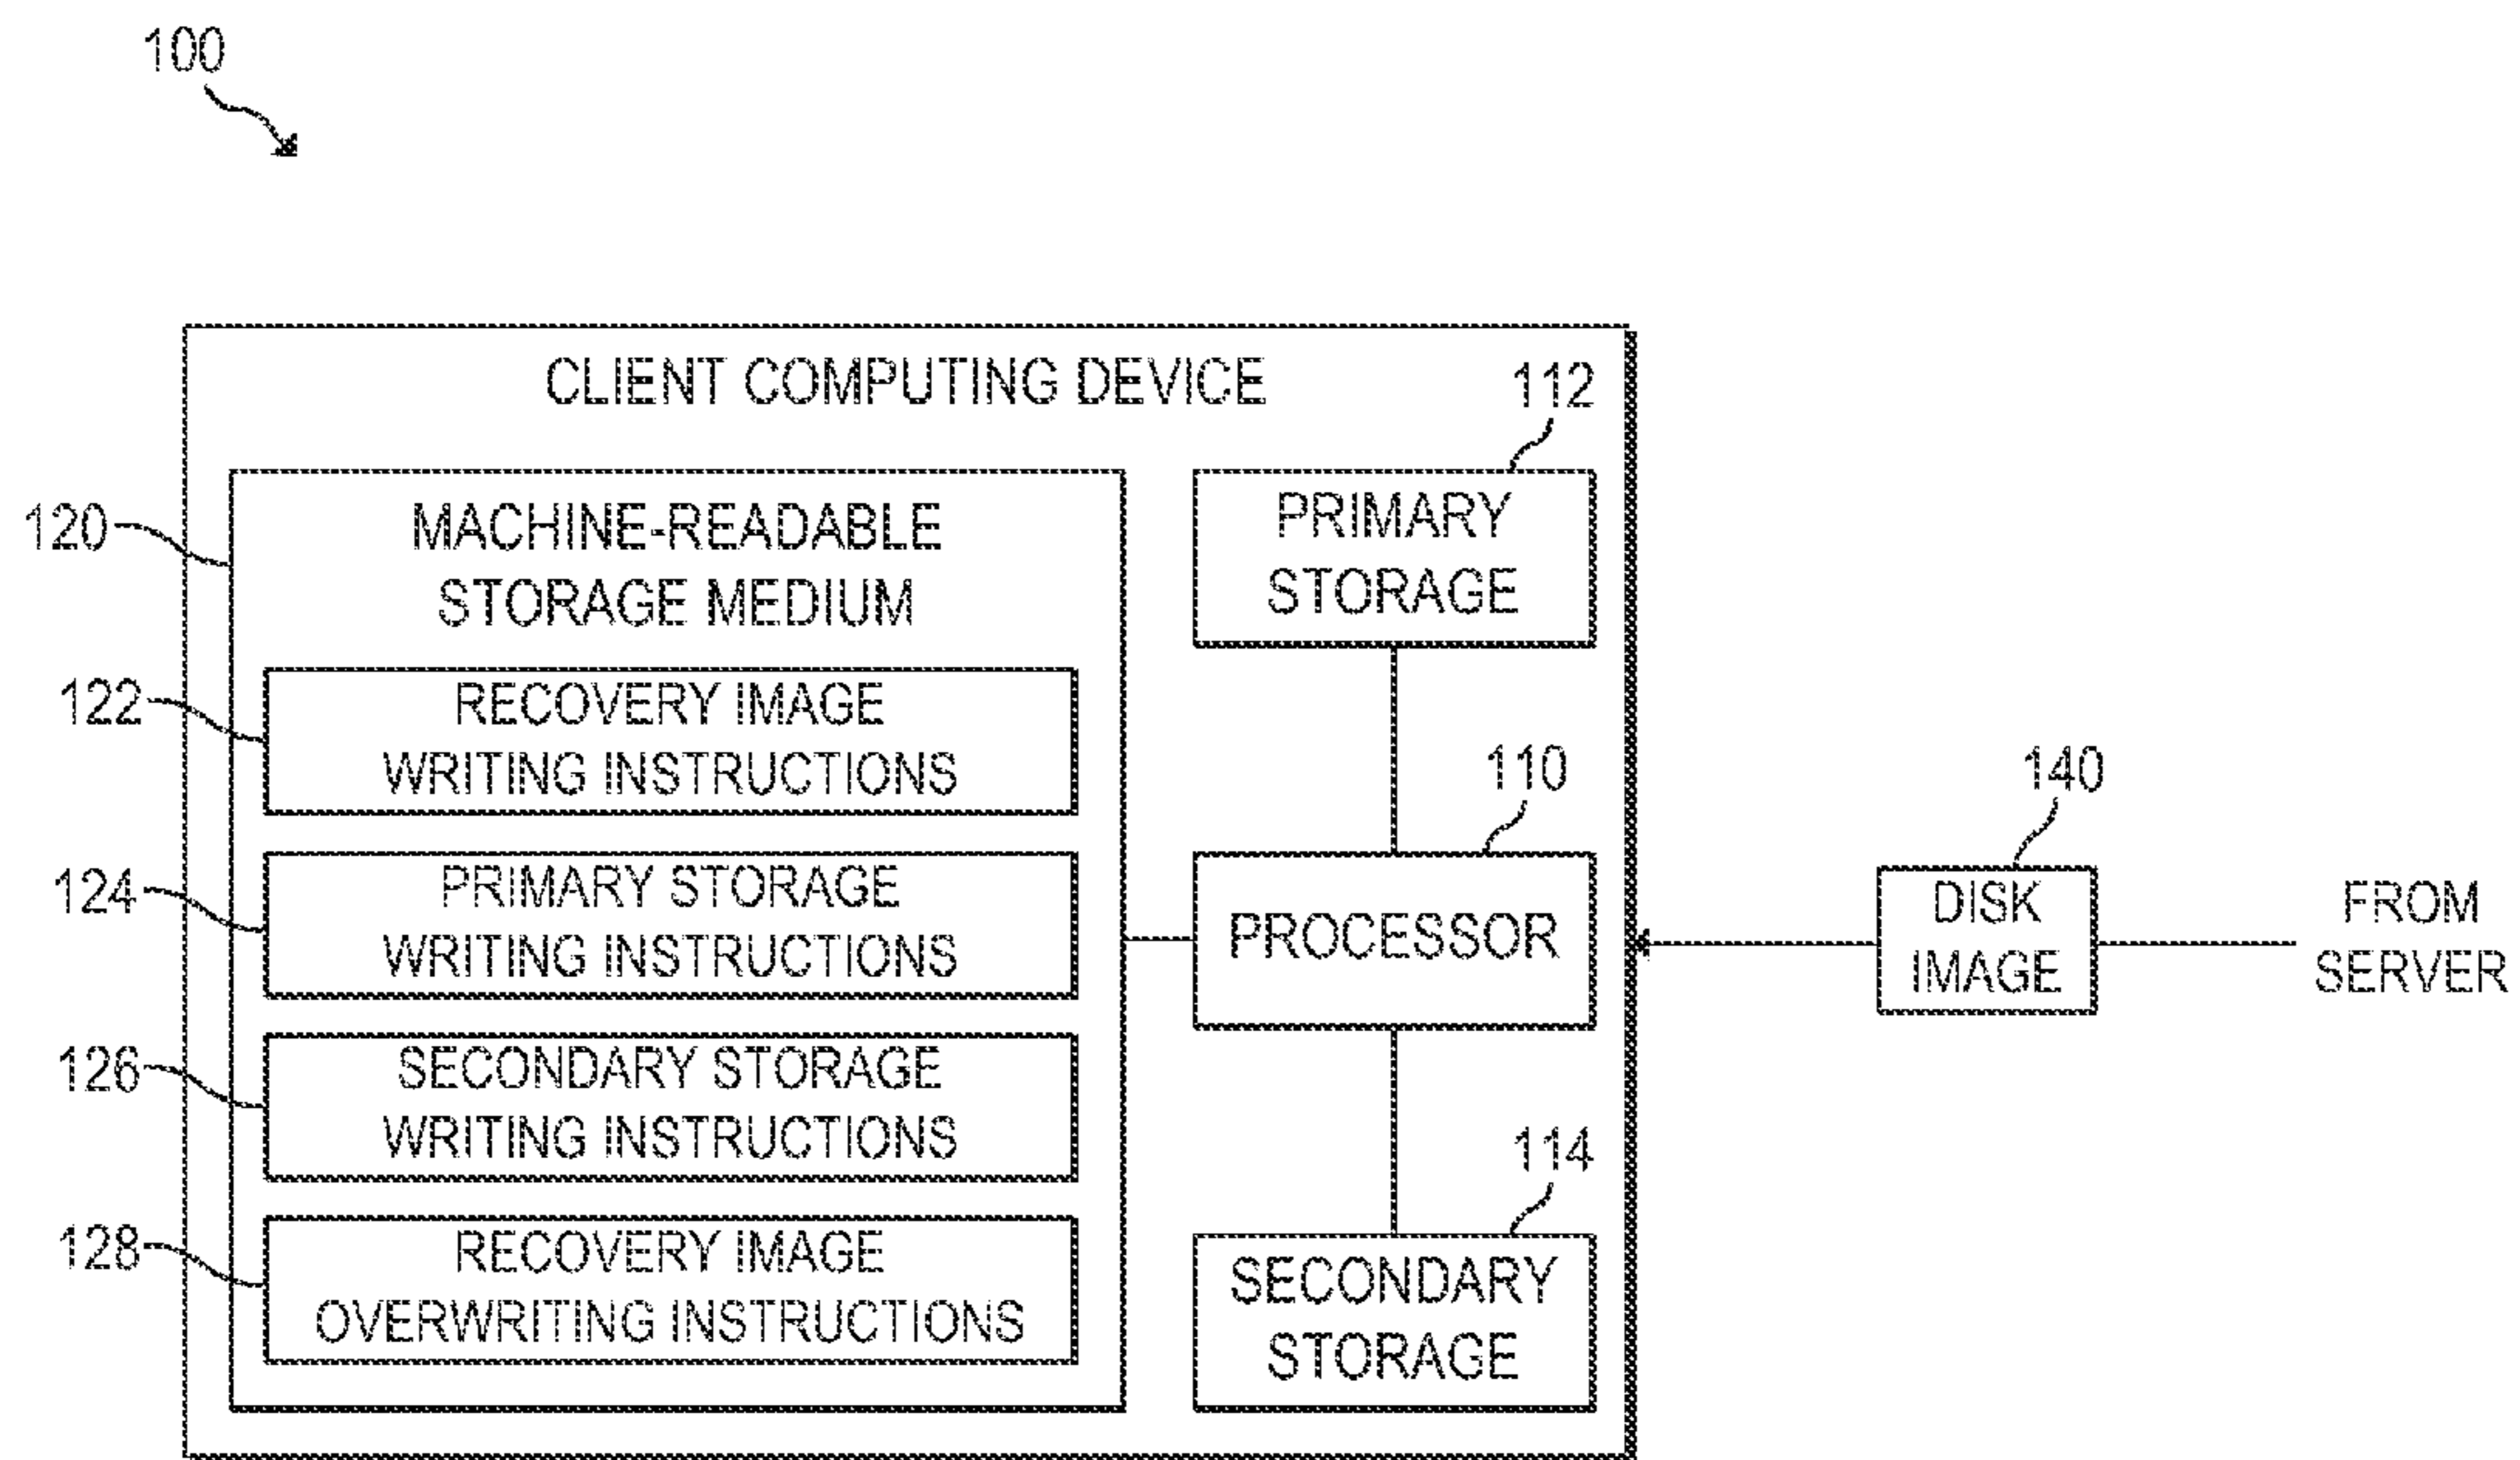 100
CLIENT COMPUTING DEVICE
112
120
MACHINE-READABLE
STORAGE MEDIUM
PRIMARY
STORAGE
122
RECOVERY IMAGE
WRITING INSTRUCTIONS
110
140
124
PRIMARY STORAGE
WRITING INSTRUCTIONS
PROCESSOR
DISK
IMAGE
FROM
SERVER
126
SECONDARY STORAGE
WRITING INSTRUCTIONS
114
128
RECOVERY IMAGE
OVERWRITING INSTRUCTIONS
SECONDARY
STORAGE